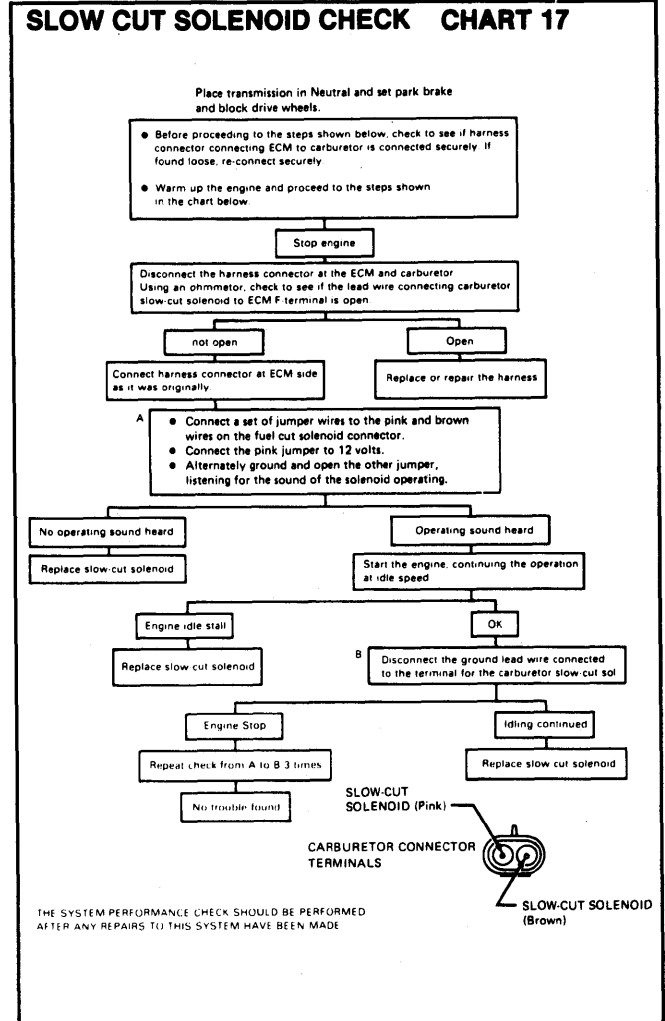 SLOW CUT SOLENOID CHECK CHART 17
Place transmission in Neutral and set park brake
and block drive wheels.
● Before proceeding to the steps shown below, check to see if harness
connector connecting ECM to carburetor is connected securely. If
found loose, re-connect securely.
● Warm up the engine and proceed to the steps shown
in the chart below.
Stop engine
Disconnect the harness connector at the ECM and carburetor
Using an ohmmetor, check to see if the lead wire connecting carburetor
slow-cut solenoid to ECM F-terminal is open.
not open
Open
Connect harness connector at ECM side
as it was originally.
Replace or repair the harness
A
● Connect a set of jumper wires to the pink and brown
wires on the fuel cut solenoid connector.
● Connect the pink jumper to 12 volts.
● Alternately ground and open the other jumper,
listening for the sound of the solenoid operating.
No operating sound heard
Operating sound heard
Replace slow-cut solenoid
Start the engine, continuing the operation
at idle speed
Engine idle stall
OK
Replace slow cut solenoid
B
Disconnect the ground lead wire connected
to the terminal for the carburetor slow-cut sol
Engine Stop
Idling continued
Repeat check from A to B 3 times
Replace slow cut solenoid
No trouble found
SLOW-CUT
SOLENOID (Pink)
CARBURETOR CONNECTOR
TERMINALS
SLOW-CUT SOLENOID
(Brown)
THE SYSTEM PERFORMANCE CHECK SHOULD BE PERFORMED
AFTER ANY REPAIRS TO THIS SYSTEM HAVE BEEN MADE